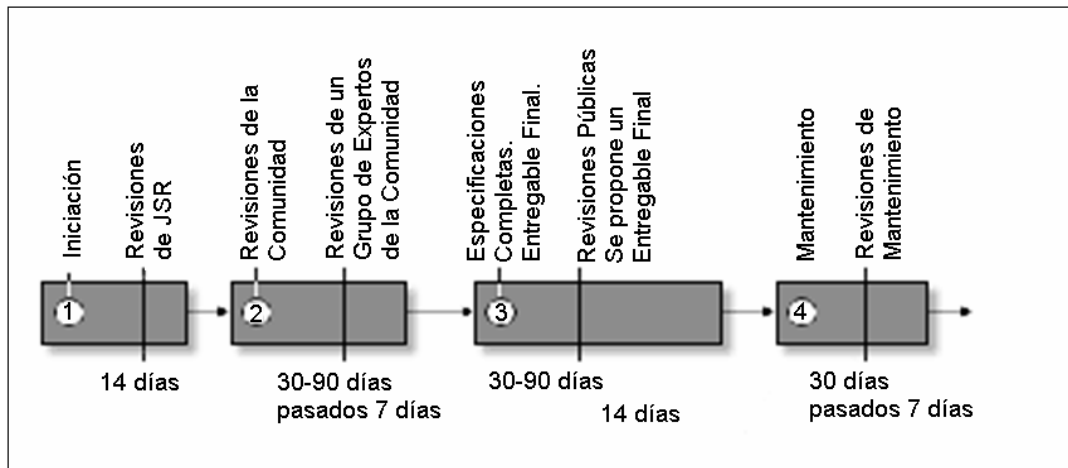 Iniciación
Revisiones
de JSR
Revisiones de la
Comunidad
Revisiones de un
Grupo de Expertos
de la Comunidad
Especificaciones
Completas.
Entregable Final.
Revisiones Públicas
Se propone un
Entregable Final
Mantenimiento
Revisiones de
Mantenimiento
1
2
3
4
14 días
30-90 días
pasados 7 días
30-90 días
14 días
30 días
pasados 7 días